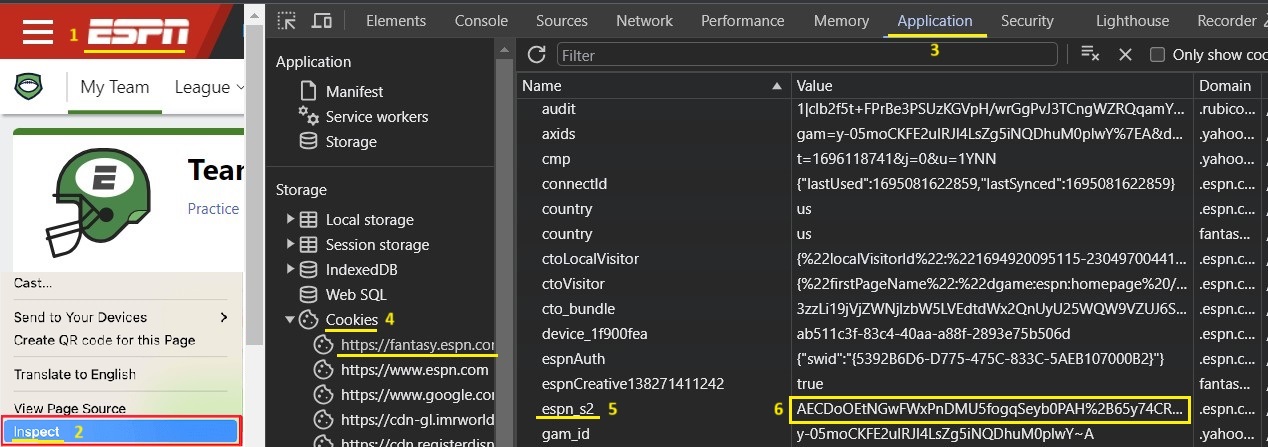 1 ESPN
My Team League
Team
Practice
Cast...
Send to Your Devices
Create QR code for this Page
Translate to English
View Page Source
Inspect 2
Elements Console Sources Network Performance Memory Application Security Lighthouse Recorder
3
Application
Manifest
Service workers
Storage
Storage
Local storage
Session storage
IndexedDB
Web SQL
Cookies 4
https://fantasy.espn.com
https://www.espn.com
https://www.google.com
https://cdn-gl.imrworld
https://cdn.registerdisp
Filter Only show coo
Name Value Domain
audit 1|clb2f5t+FPrBe3PSUzKGVpH/wrGgPvJ3TCngWZRQqamY... .rubico...
axids gam=y-05moCKFE2uIRJl4LsZg5iNQDhuM0plwY%7EA&d... .yahoo...
cmp t=1696118741&j=0&u=1YNN .yahoo...
connectId {"lastUsed":1695081622859,"lastSynced":1695081622859} .espn.c...
country us .espn.c...
country us fantas...
ctoLocalVisitor {%22localVisitorId%22:%221694920095115-23049700441... .espn.c...
ctoVisitor {%22firstPageName%22:%22dgame:espn:homepage%20/... .espn.c...
cto_bundle 3zzLi19jVjZWNjlzbW5LVEdtdWx2QnUyU25WQW9VZUJ6S... .espn.c...
device_1f900fea ab511c3f-83c4-40aa-a88f-2893e75b506d .espn.c...
espnAuth {"swid":"{5392B6D6-D775-475C-833C-5AEB107000B2}"} .espn.c...
espnCreative138271411242 true fantas...
espn_s2 5 6 AECDoOEtNGwFWxPnDMU5fogqSeyb0PAH%2B65y74CR... .espn.c...
gam_id y-05moCKFE2uIRJl4LsZg5iNQDhuM0plwY~A .espn.c...